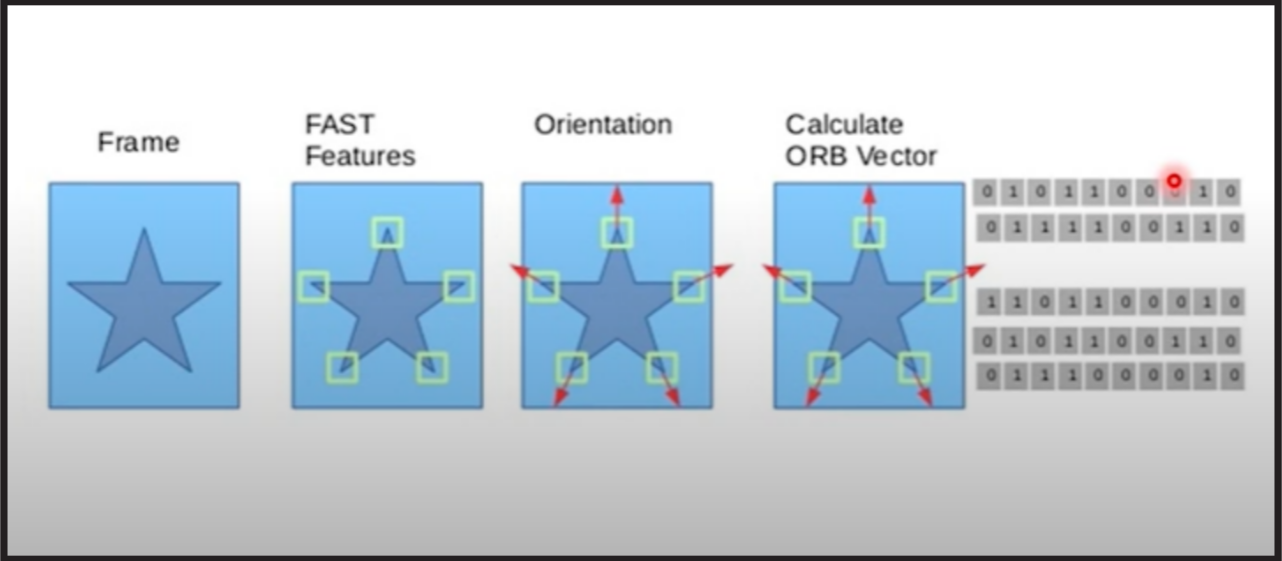 Frame
FAST
Features
Orientation
Calculate
ORB Vector
0 1 0 1 1 0 0 1 0
0 1 1 1 1 0 0 1 1 0
1 1 0 1 1 0 0 0 1 0
0 1 0 1 1 0 0 1 1 0
0 1 1 1 0 0 0 0 1 0